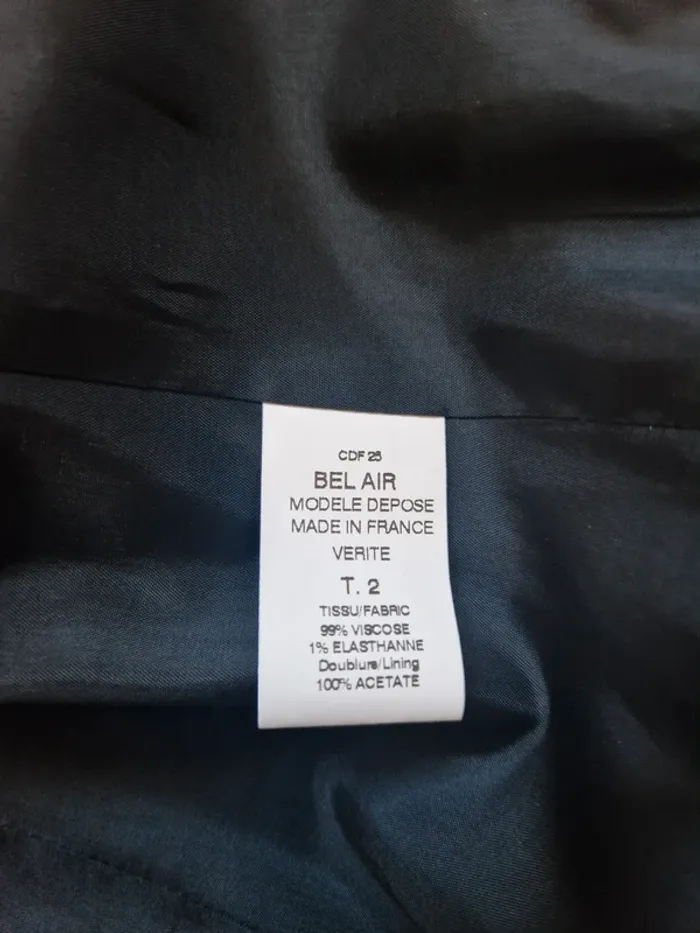 CDF 26
BEL AIR
MODELE DEPOSE
MADE IN FRANCE
VERITE
T. 2
TISSU/FABRIC
99% VISCOSE
1% ELASTHANNE
Doublure/Lining
100% ACETATE